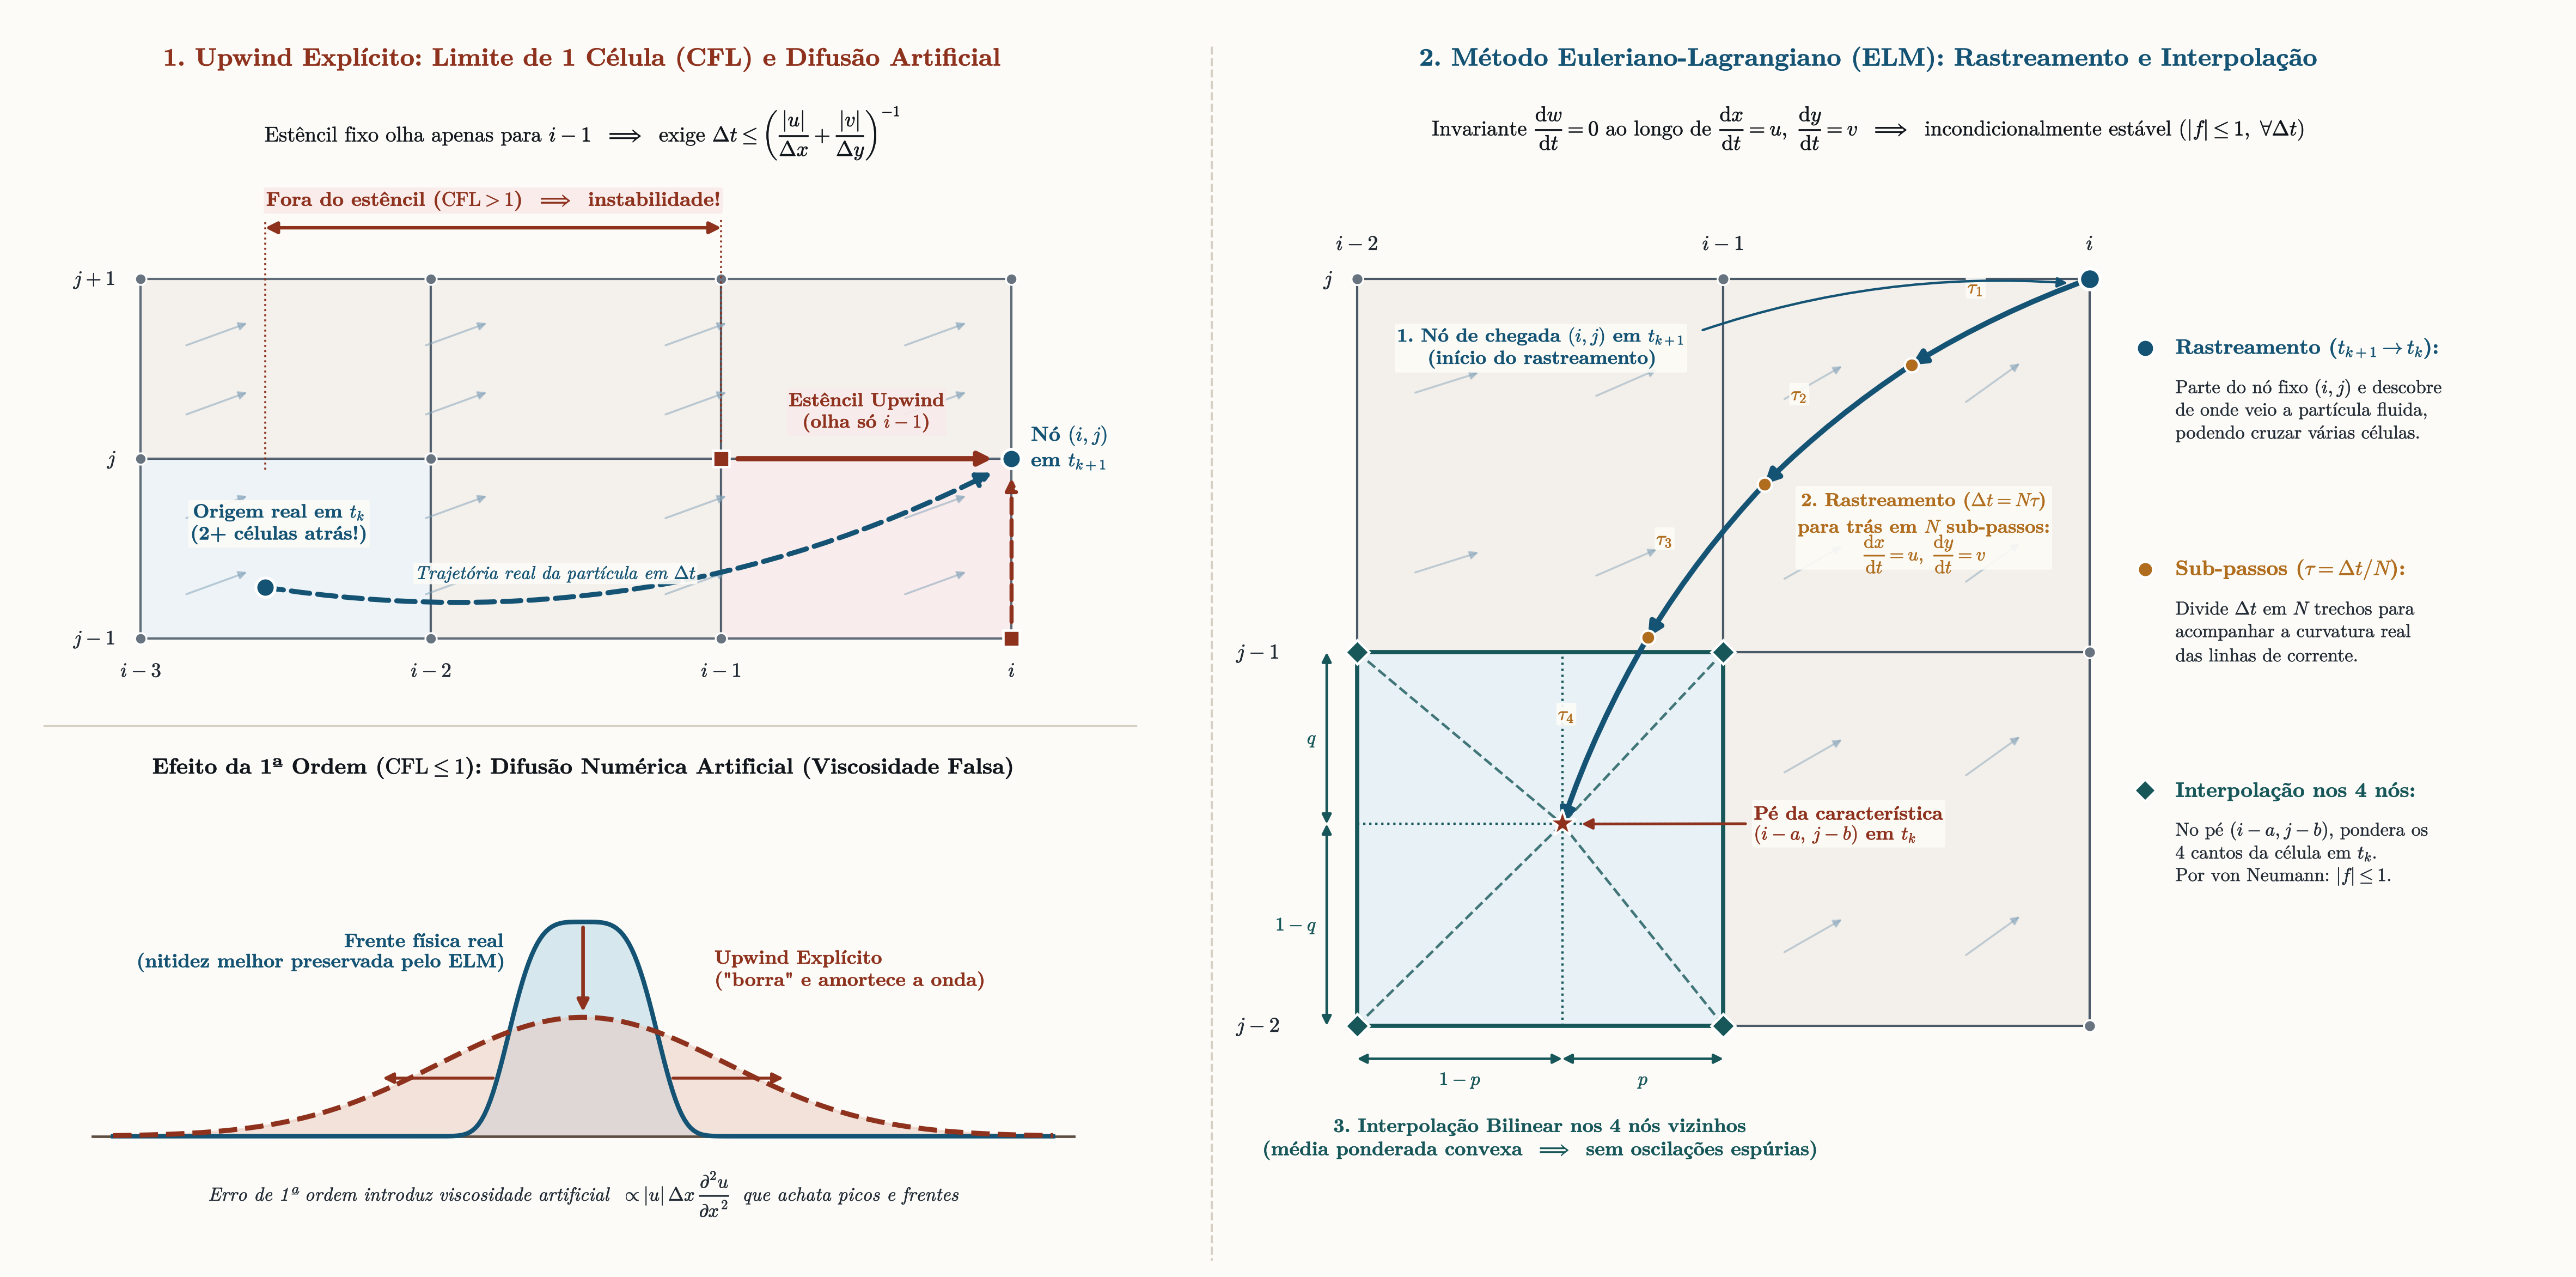 1. Upwind Explícito: Limite de 1 Célula (CFL) e Difusão Artificial
Estêncil fixo olha apenas para i − 1 ⟹ exige Δt ≤ (|u|/Δx + |v|/Δy)⁻¹
Fora do estêncil (CFL > 1) ⟹ instabilidade!
j + 1
Estêncil Upwind
(olha só i − 1)
Nó (i, j)
em tₖ₊₁
j
Origem real em tₖ
(2+ células atrás!)
Trajetória real da partícula em Δt
j − 1
i − 3
i − 2
i − 1
i
Efeito da 1ª Ordem (CFL ≤ 1): Difusão Numérica Artificial (Viscosidade Falsa)
Frente física real
(nitidez melhor preservada pelo ELM)
Upwind Explícito
("borra" e amortece a onda)
Erro de 1ª ordem introduz viscosidade artificial ∝ |u| Δx ∂²u/∂x² que achata picos e frentes
2. Método Euleriano-Lagrangiano (ELM): Rastreamento e Interpolação
Invariante dw/dt = 0 ao longo de dx/dt = u, dy/dt = v ⟹ incondicionalmente estável (|f| ≤ 1, ∀Δt)
i − 2
i − 1
i
j
τ₁
1. Nó de chegada (i, j) em tₖ₊₁
(início do rastreamento)
τ₂
2. Rastreamento (Δt = Nτ)
para trás em N sub-passos:
dx/dt = u, dy/dt = v
τ₃
j − 1
τ₄
q
Pé da característica
(i − a, j − b) em tₖ
1 − q
j − 2
1 − p
p
3. Interpolação Bilinear nos 4 nós vizinhos
(média ponderada convexa ⟹ sem oscilações espúrias)
Rastreamento (tₖ₊₁ → tₖ):
Parte do nó fixo (i, j) e descobre
de onde veio a partícula fluida,
podendo cruzar várias células.
Sub-passos (τ = Δt/N):
Divide Δt em N trechos para
acompanhar a curvatura real
das linhas de corrente.
Interpolação nos 4 nós:
No pé (i − a, j − b), pondera os
4 cantos da célula em tₖ.
Por von Neumann: |f| ≤ 1.